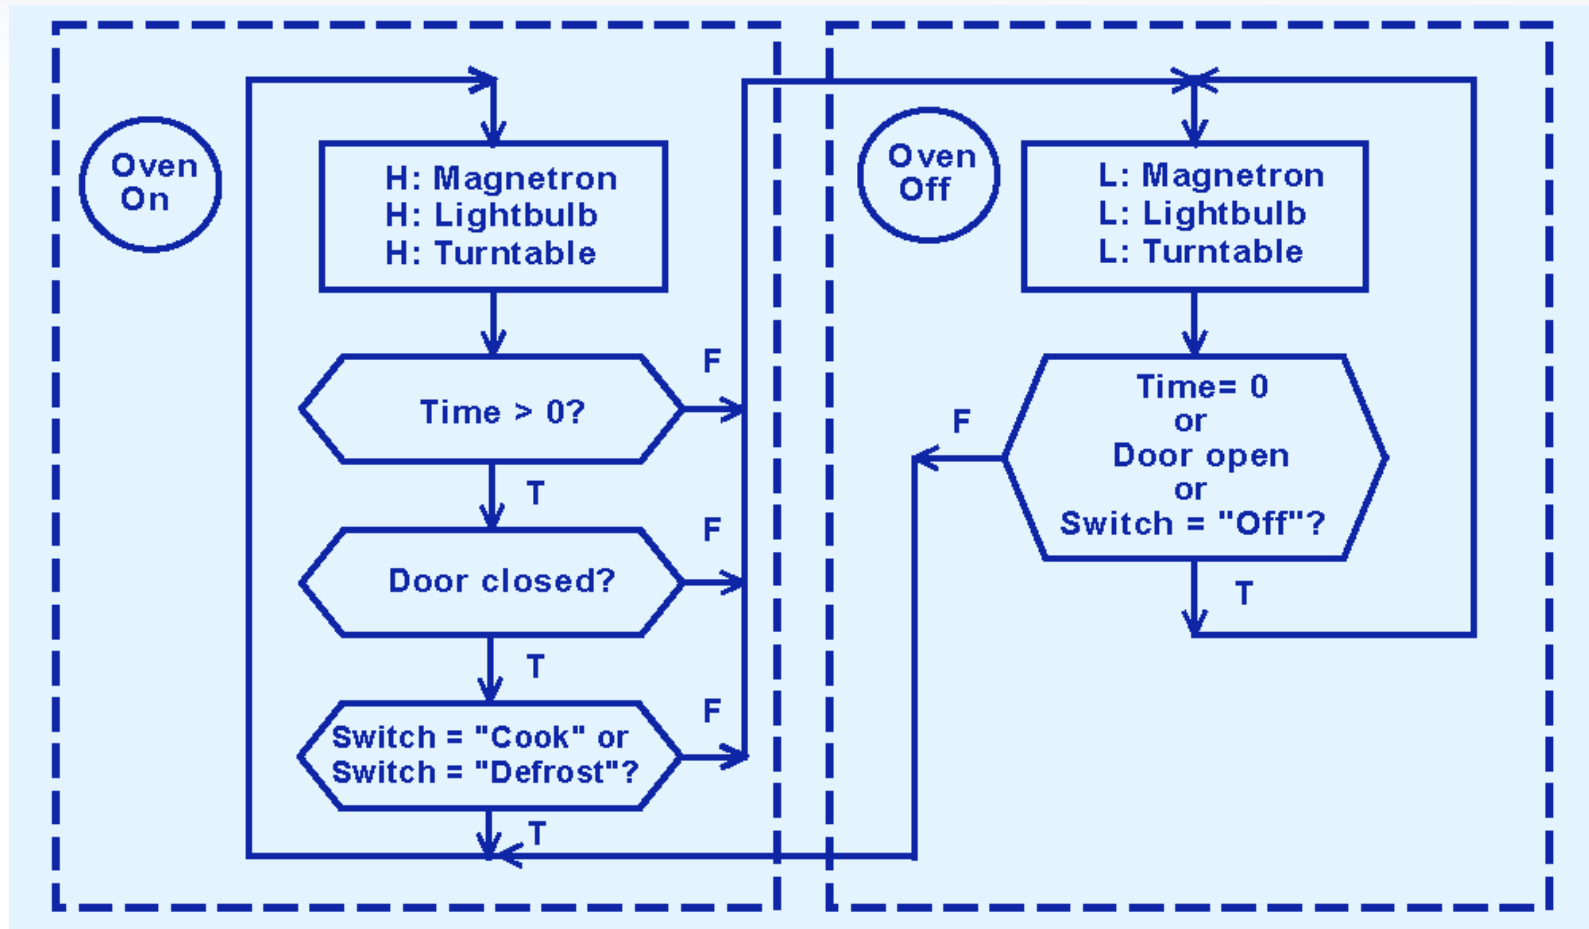 Oven
On
H: Magnetron
H: Lightbulb
H: Turntable
F
Time > 0?
T
F
Door closed?
T
F
Switch = "Cook" or
Switch = "Defrost"?
T
Oven
Off
L: Magnetron
L: Lightbulb
L: Turntable
Time= 0
or
Door open
or
Switch = "Off"?
F
T